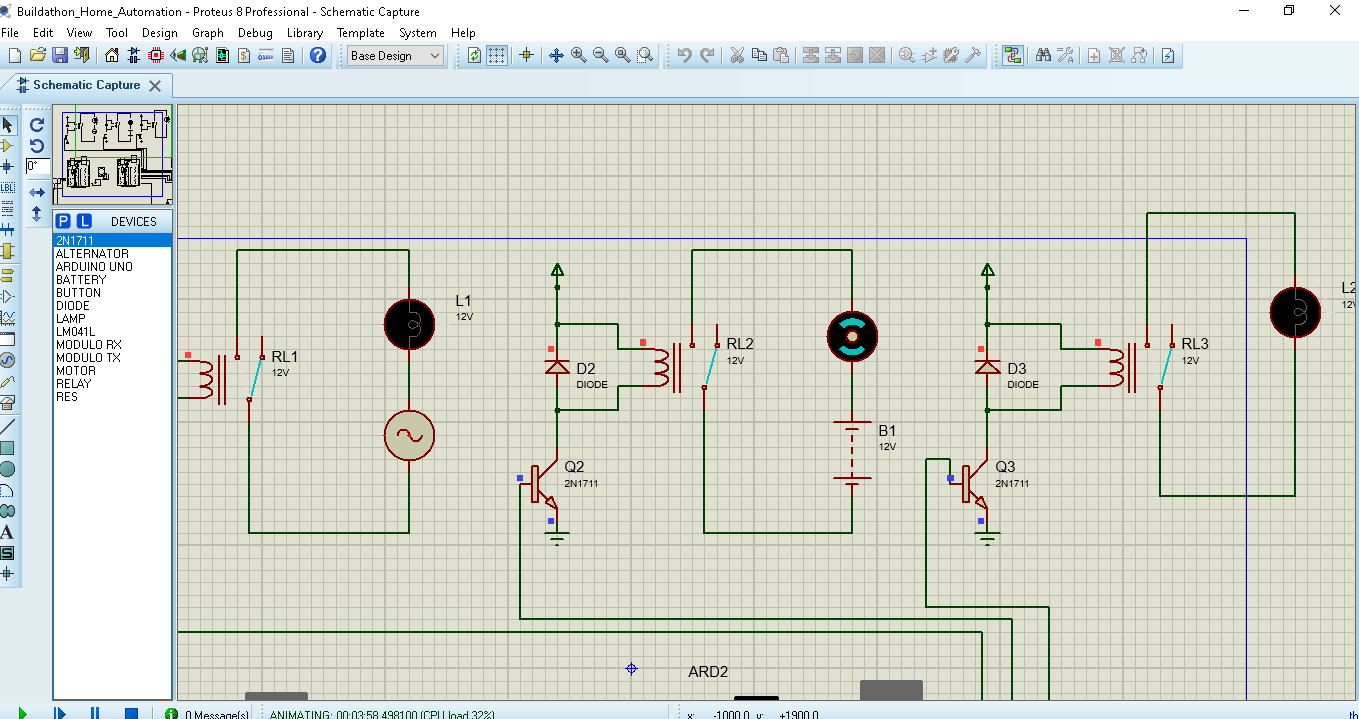 Buildathon_Home_Automation - Proteus 8 Professional - Schematic Capture
File Edit View Tool Design Graph Debug Library Template System Help
Base Design
Schematic Capture
0°
LBL
P L DEVICES
2N1711
ALTERNATOR
ARDUINO UNO
BATTERY
BUTTON
DIODE
LAMP
LM041L
MODULO RX
MODULO TX
MOTOR
RELAY
RES
A
S
RL1
12V
L1
12V
D2
DIODE
Q2
2N1711
RL2
12V
B1
12V
D3
DIODE
Q3
2N1711
RL3
12V
L2
ARD2
0 Message(s) ANIMATING: 00:03:58.498100 (CPU load 32%) x: -1000.0 y: +1900.0 th